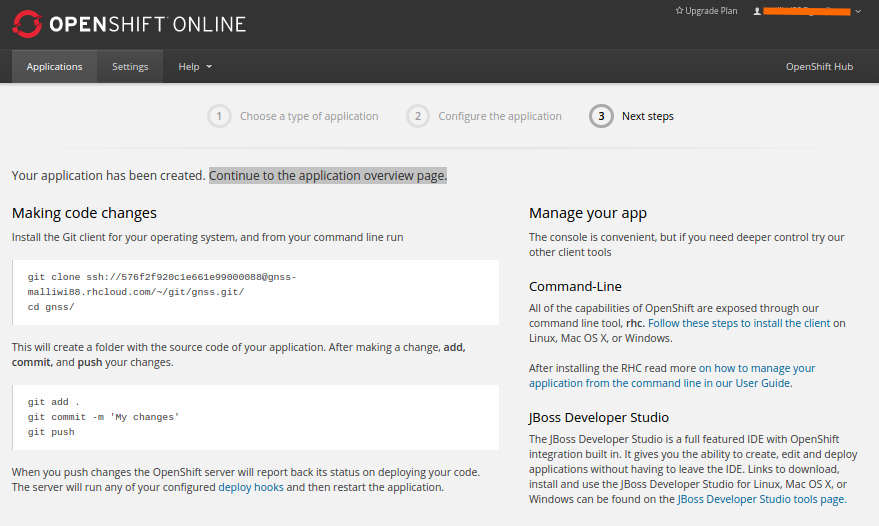 OPENSHIFT ONLINE
Upgrade Plan
Applications
Settings
Help
OpenShift Hub
1 Choose a type of application
2 Configure the application
3 Next steps
Your application has been created. Continue to the application overview page.
Making code changes
Install the Git client for your operating system, and from your command line run
git clone ssh://576f2f920c1e661e99000088@gnss-
malliwi88.rhcloud.com/~/git/gnss.git/
cd gnss/
This will create a folder with the source code of your application. After making a change, add,
commit, and push your changes.
git add .
git commit -m 'My changes'
git push
When you push changes the OpenShift server will report back its status on deploying your code.
The server will run any of your configured deploy hooks and then restart the application.
Manage your app
The console is convenient, but if you need deeper control try our
other client tools
Command-Line
All of the capabilities of OpenShift are exposed through our
command line tool, rhc. Follow these steps to install the client on
Linux, Mac OS X, or Windows.
After installing the RHC read more on how to manage your
application from the command line in our User Guide.
JBoss Developer Studio
The JBoss Developer Studio is a full featured IDE with OpenShift
integration built in. It gives you the ability to create, edit and deploy
applications without having to leave the IDE. Links to download,
install and use the JBoss Developer Studio for Linux, Mac OS X, or
Windows can be found on the JBoss Developer Studio tools page.